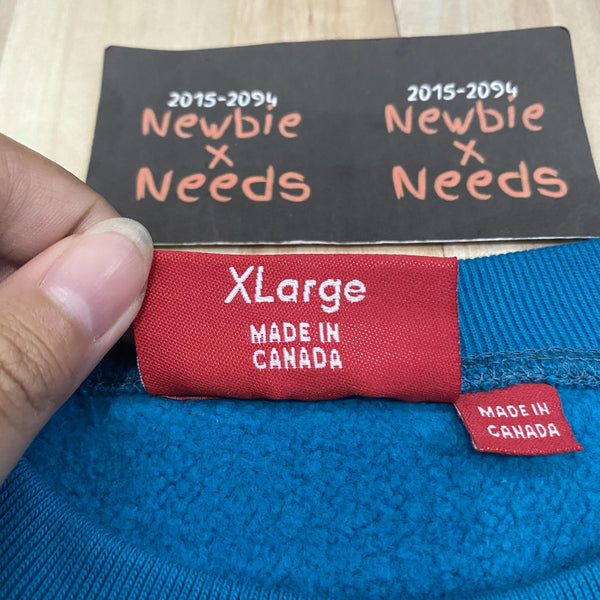 2015-2094
Newbie
x
Needs
2015-2094
Newbie
x
Needs
XLarge
MADE IN
CANADA
MADE IN
CANADA